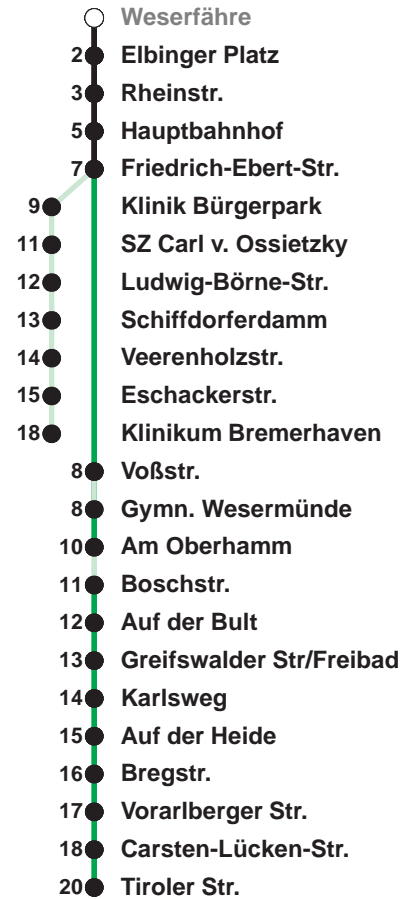 Weserfähre
2 Elbinger Platz
3 Rheinstr.
5 Hauptbahnhof
7 Friedrich-Ebert-Str.
9 Klinik Bürgerpark
11 SZ Carl v. Ossietzky
12 Ludwig-Börne-Str.
13 Schiffdorferdamm
14 Veerenholzstr.
15 Eschackerstr.
18 Klinikum Bremerhaven
8 Voßstr.
8 Gymn. Wesermünde
10 Am Oberhamm
11 Boschstr.
12 Auf der Bult
13 Greifswalder Str/Freibad
14 Karlsweg
15 Auf der Heide
16 Bregstr.
17 Vorarlberger Str.
18 Carsten-Lücken-Str.
20 Tiroler Str.